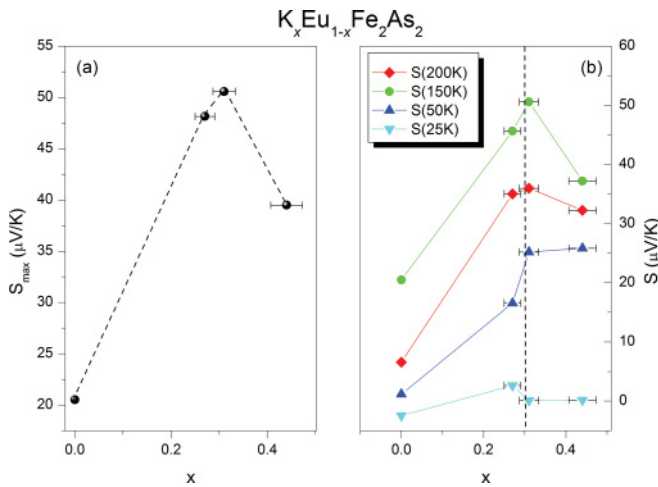 KₓEu₁₋ₓFe₂As₂
(a)
Sₘₐₓ (μV/K)
55
50
45
40
35
30
25
20
0.0
0.2
0.4
x
(b)
S(200K)
S(150K)
S(50K)
S(25K)
S (μV/K)
60
50
40
30
20
10
0
0.0
0.2
0.4
x